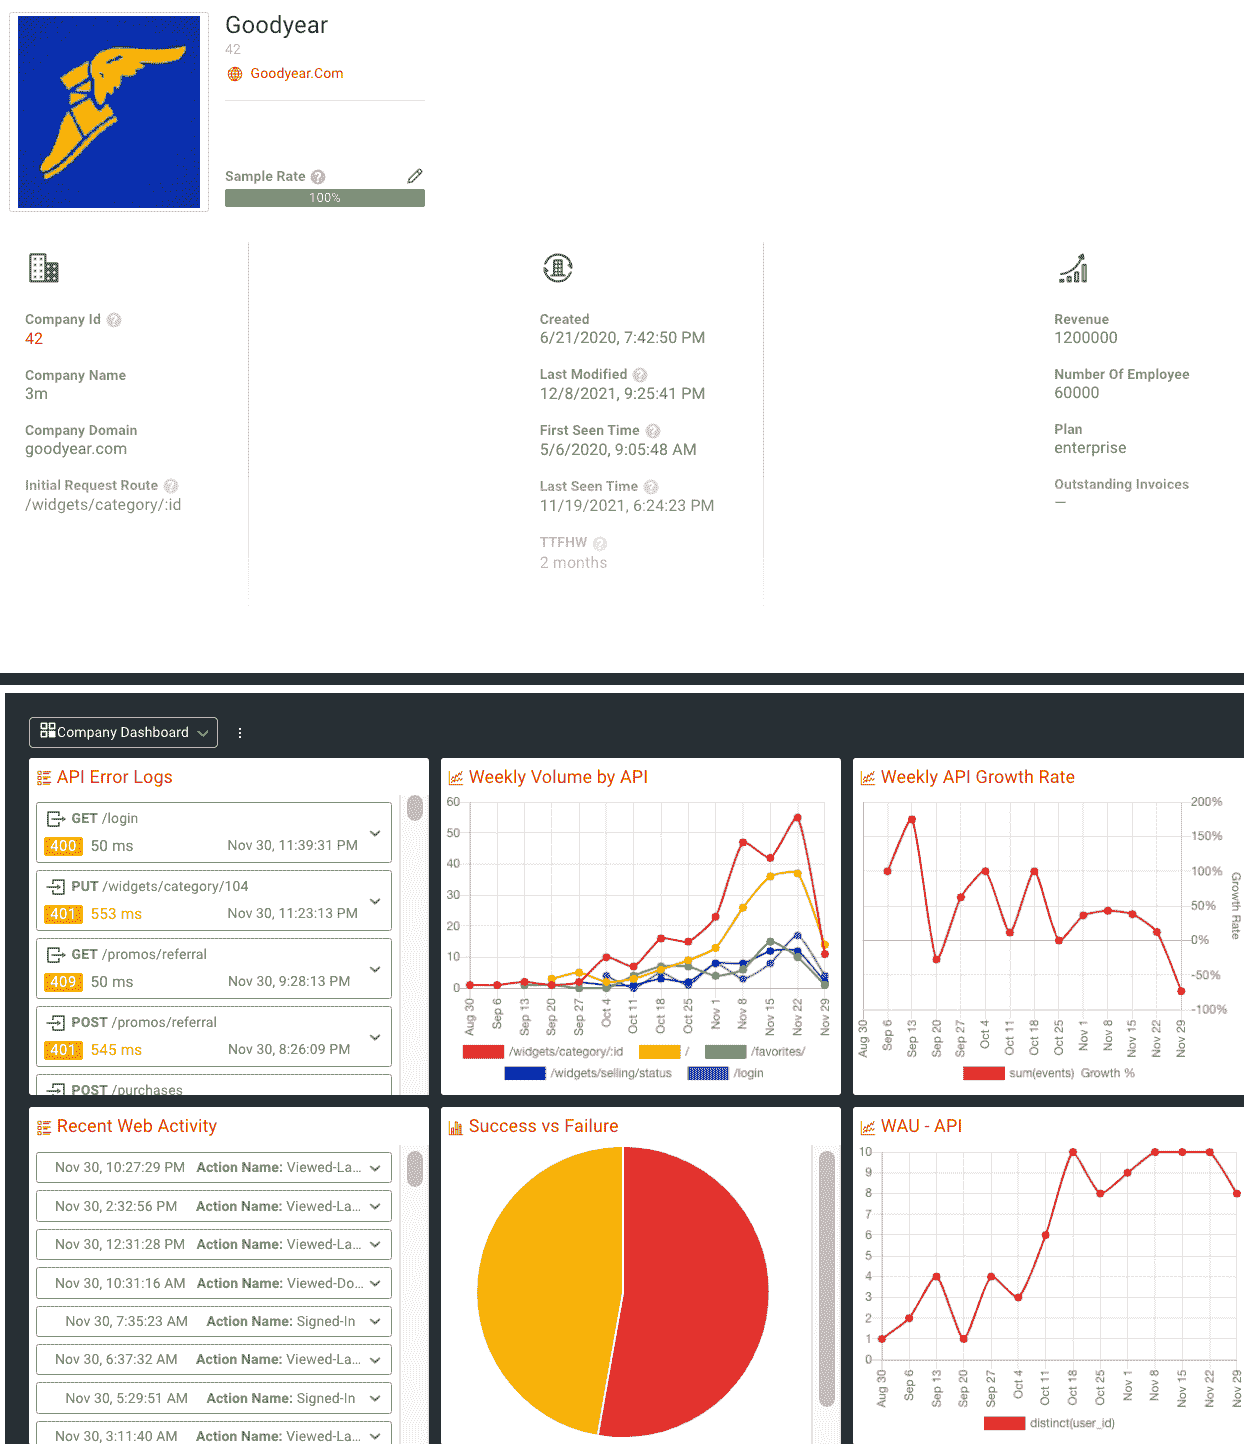 Goodyear
42
Goodyear.Com
Sample Rate
100%
Company Id
42
Company Name
3m
Company Domain
goodyear.com
Initial Request Route
/widgets/category/:id
Created
6/21/2020, 7:42:50 PM
Last Modified
12/8/2021, 9:25:41 PM
First Seen Time
5/6/2020, 9:05:48 AM
Last Seen Time
11/19/2021, 6:24:23 PM
TTFHW
2 months
Revenue
1200000
Number Of Employee
60000
Plan
enterprise
Outstanding Invoices
—
Company Dashboard
API Error Logs
GET /login
400 50 ms Nov 30, 11:39:31 PM
PUT /widgets/category/104
401 553 ms Nov 30, 11:23:13 PM
GET /promos/referral
409 50 ms Nov 30, 9:28:13 PM
POST /promos/referral
401 545 ms Nov 30, 8:26:09 PM
POST /purchases
Weekly Volume by API
60
50
40
30
20
10
0
Aug 30
Sep 6
Sep 13
Sep 20
Sep 27
Oct 4
Oct 11
Oct 18
Oct 25
Nov 1
Nov 8
Nov 15
Nov 22
Nov 29
/widgets/category/:id / /favorites/
/widgets/selling/status /login
Weekly API Growth Rate
200%
150%
100%
50%
0%
-50%
-100%
Growth Rate
Aug 30
Sep 6
Sep 13
Sep 20
Sep 27
Oct 4
Oct 11
Oct 18
Oct 25
Nov 1
Nov 8
Nov 15
Nov 22
Nov 29
sum(events) Growth %
Recent Web Activity
Nov 30, 10:27:29 PM Action Name: Viewed-La...
Nov 30, 2:32:56 PM Action Name: Viewed-La...
Nov 30, 12:31:28 PM Action Name: Viewed-La...
Nov 30, 10:31:16 AM Action Name: Viewed-Do...
Nov 30, 7:35:23 AM Action Name: Signed-In
Nov 30, 6:37:32 AM Action Name: Viewed-La...
Nov 30, 5:29:51 AM Action Name: Signed-In
Nov 30, 3:11:40 AM Action Name: Viewed-La...
Success vs Failure
WAU - API
10
9
8
7
6
5
4
3
2
1
0
Aug 30
Sep 6
Sep 13
Sep 20
Sep 27
Oct 4
Oct 11
Oct 18
Oct 25
Nov 1
Nov 8
Nov 15
Nov 22
Nov 29
distinct(user_id)